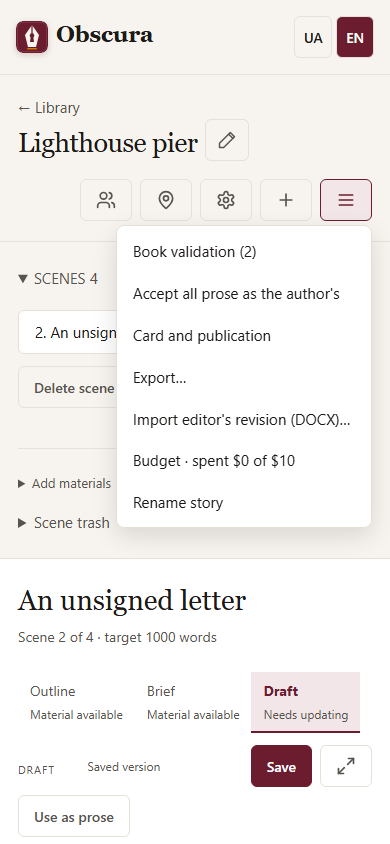 Obscura
UA
EN
← Library
Lighthouse pier
Book validation (2)
Accept all prose as the author's
Card and publication
Export...
Import editor's revision (DOCX)...
Budget · spent $0 of $10
Rename story
▼ SCENES 4
2. An unsign
Delete scene
▶ Add materials
▶ Scene trash
An unsigned letter
Scene 2 of 4 · target 1000 words
Outline
Material available
Brief
Material available
Draft
Needs updating
DRAFT
Saved version
Save
Use as prose